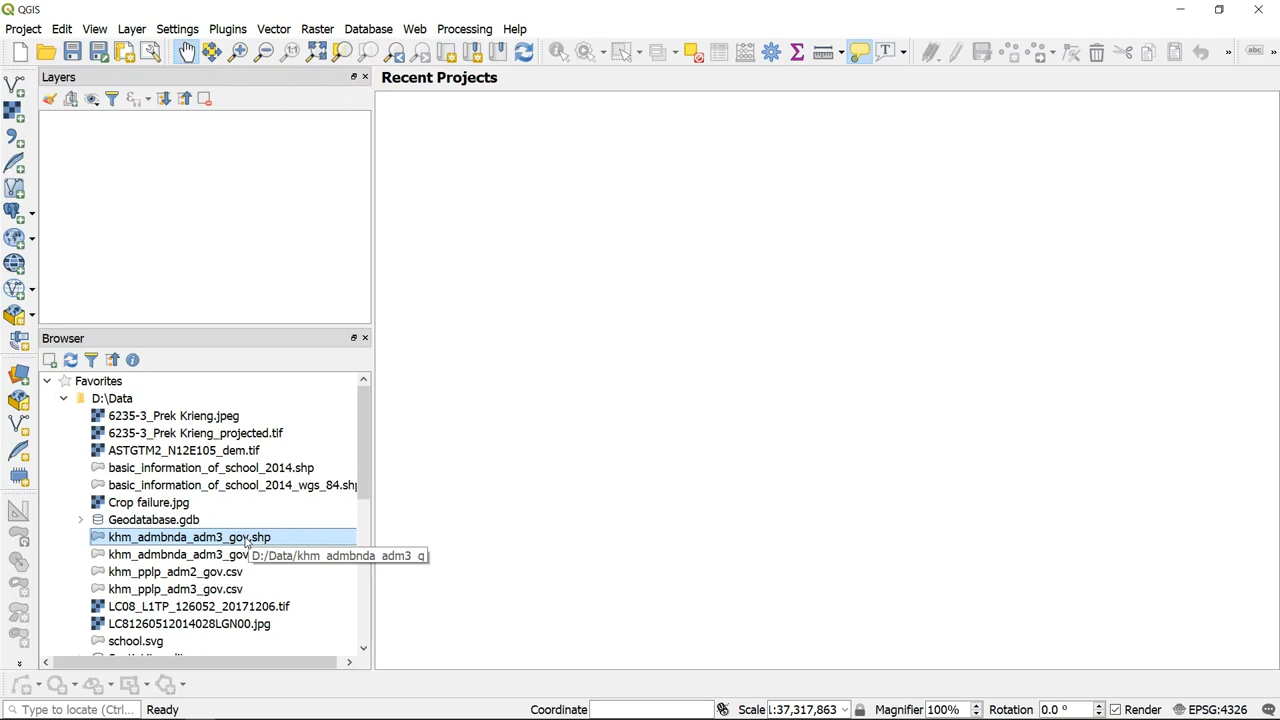 QGIS
Project Edit View Layer Settings Plugins Vector Raster Database Web Processing Help
Layers
Recent Projects
Browser
Favorites
D:\Data
6235-3_Prek Krieng.jpeg
6235-3_Prek Krieng_projected.tif
ASTGTM2_N12E105_dem.tif
basic_information_of_school_2014.shp
basic_information_of_school_2014_wgs_84.shp
Crop failure.jpg
Geodatabase.gdb
khm_admbnda_adm3_gov.shp
khm_admbnda_adm3_gov
D:/Data/khm_admbnda_adm3_g
khm_pplp_adm2_gov.csv
khm_pplp_adm3_gov.csv
LC08_L1TP_126052_20171206.tif
LC81260512014028LGN00.jpg
school.svg
Type to locate (Ctrl... Ready Coordinate Scale 1:37,317,863 Magnifier 100% Rotation 0.0 ° Render EPSG:4326